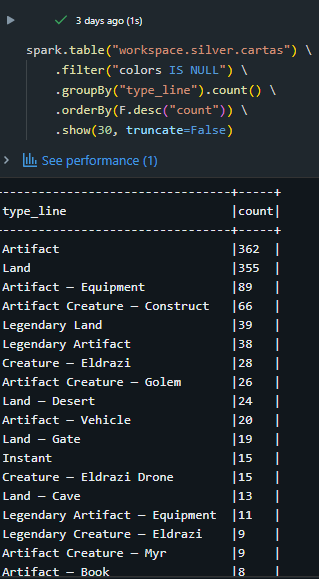 3 days ago (1s)
spark.table("workspace.silver.cartas") \
.filter("colors IS NULL") \
.groupBy("type_line").count() \
.orderBy(F.desc("count")) \
.show(30, truncate=False)
See performance (1)
--------------------------------+-----+
type_line |count|
--------------------------------+-----+
Artifact |362 |
Land |355 |
Artifact — Equipment |89 |
Artifact Creature — Construct |66 |
Legendary Land |39 |
Legendary Artifact |38 |
Creature — Eldrazi |28 |
Artifact Creature — Golem |26 |
Land — Desert |24 |
Artifact — Vehicle |20 |
Land — Gate |19 |
Instant |15 |
Creature — Eldrazi Drone |15 |
Land — Cave |13 |
Legendary Artifact — Equipment |11 |
Legendary Creature — Eldrazi |9 |
Artifact Creature — Myr |9 |
Artifact — Book |8 |